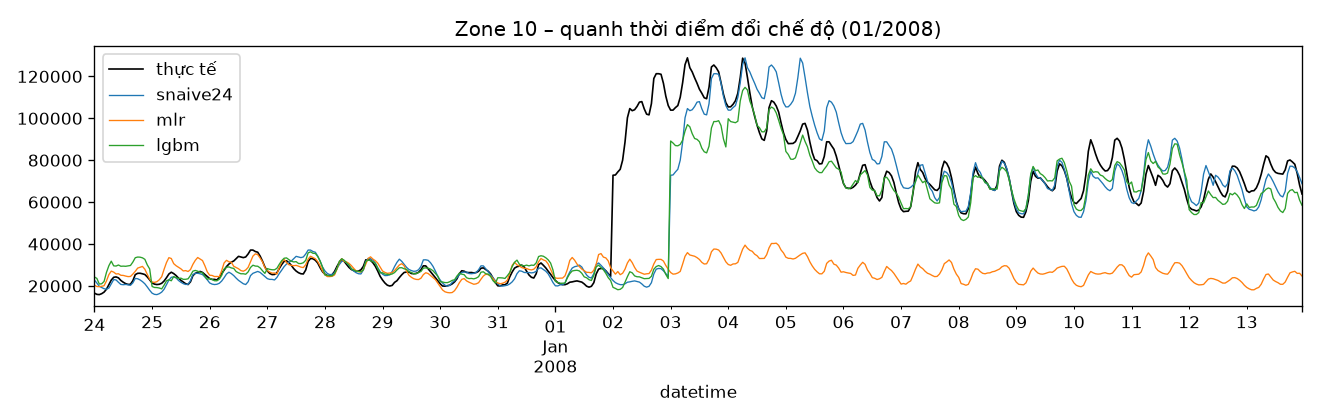 Zone 10 – quanh thời điểm đổi chế độ (01/2008)
thực tế
snaive24
mlr
lgbm
120000
100000
80000
60000
40000
20000
24 25 26 27 28 29 30 31 01 02 03 04 05 06 07 08 09 10 11 12 13
Jan
2008
datetime